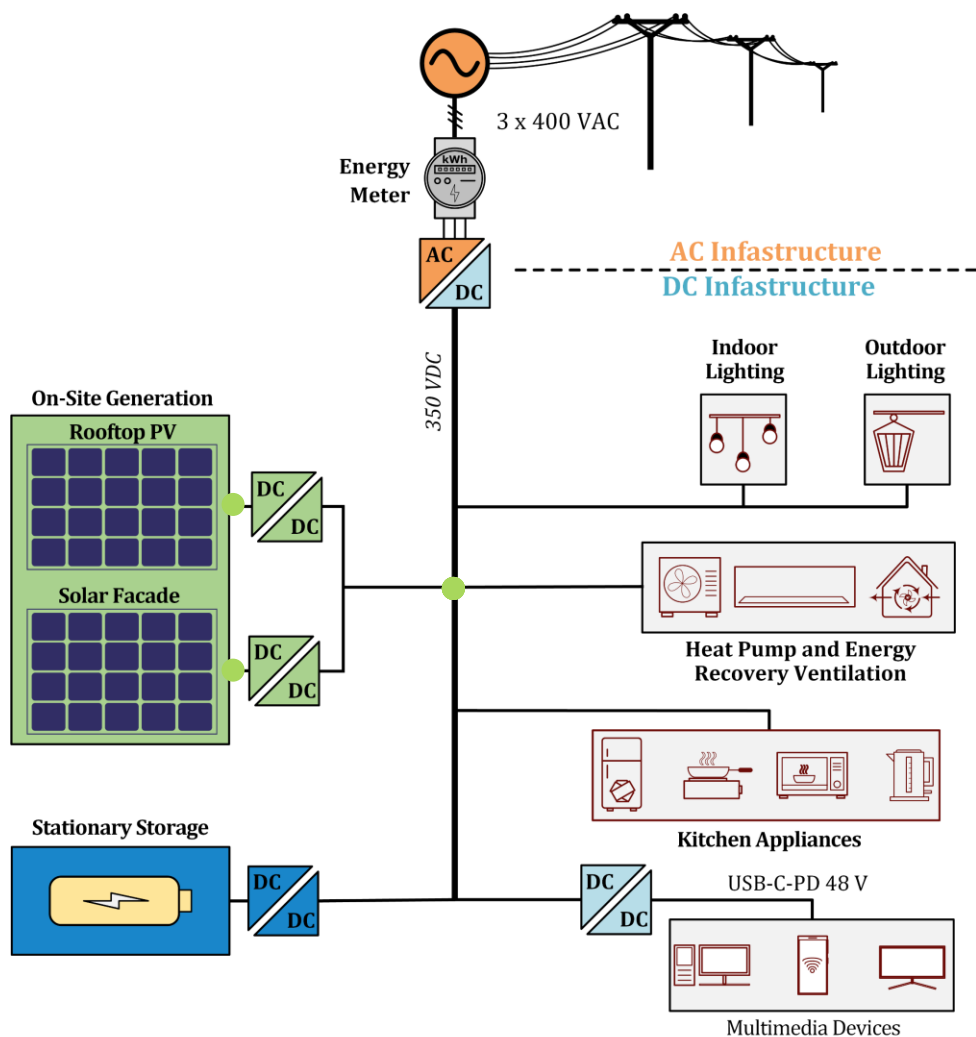 3 x 400 VAC
kWh
Energy
Meter
AC
DC
AC Infastructure
DC Infastructure
350 VDC
Indoor
Lighting
Outdoor
Lighting
On-Site Generation
Rooftop PV
DC
DC
Solar Facade
DC
DC
Heat Pump and Energy
Recovery Ventilation
Kitchen Appliances
Stationary Storage
DC
DC
DC
DC
USB-C-PD 48 V
Multimedia Devices